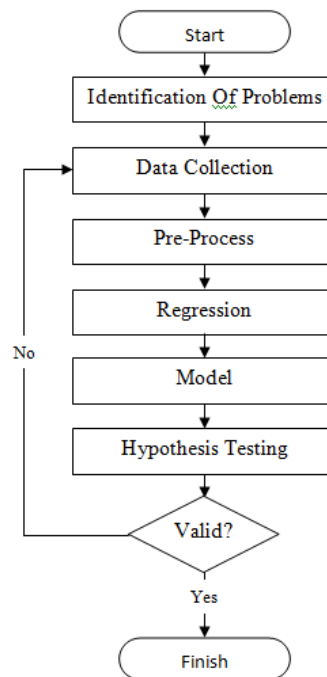 Start
Identification Of Problems
Data Collection
Pre-Process
Regression
No
Model
Hypothesis Testing
Valid?
Yes
Finish